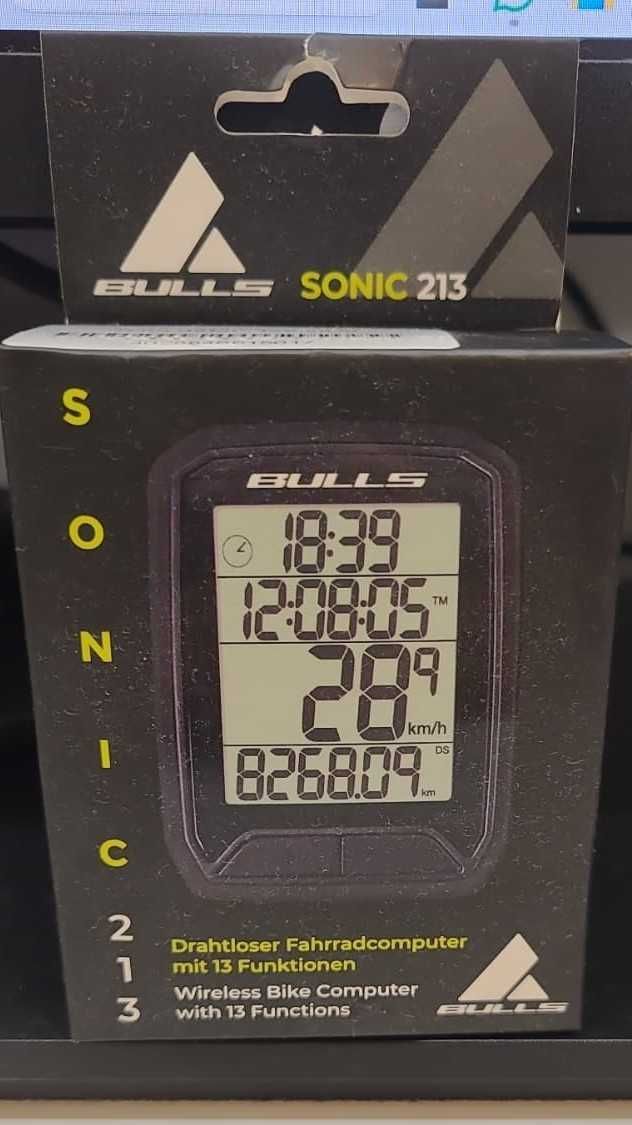 BULLS
SONIC 213
S
O
N
I
C
2
1
3
BULLS
18:39
12:08:05 TM
28 9 km/h
8268.09 DS km
Drahtloser Fahrradcomputer
mit 13 Funktionen
Wireless Bike Computer
with 13 Functions
BULLS